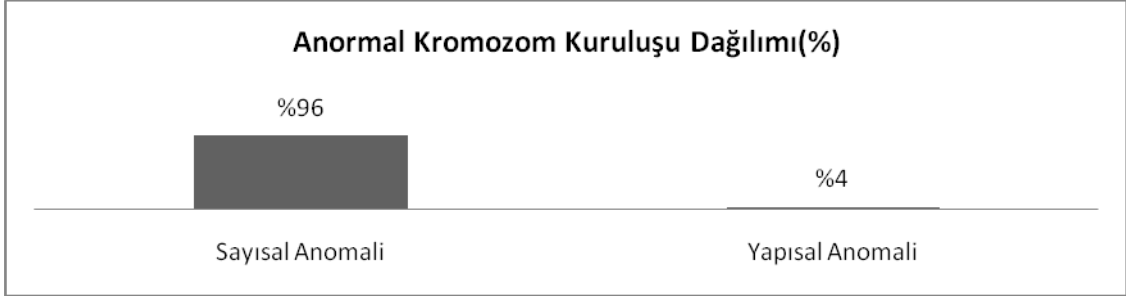 Anormal Kromozom Kuruluşu Dağılımı(%)
%96
%4
Sayısal Anomali
Yapısal Anomali